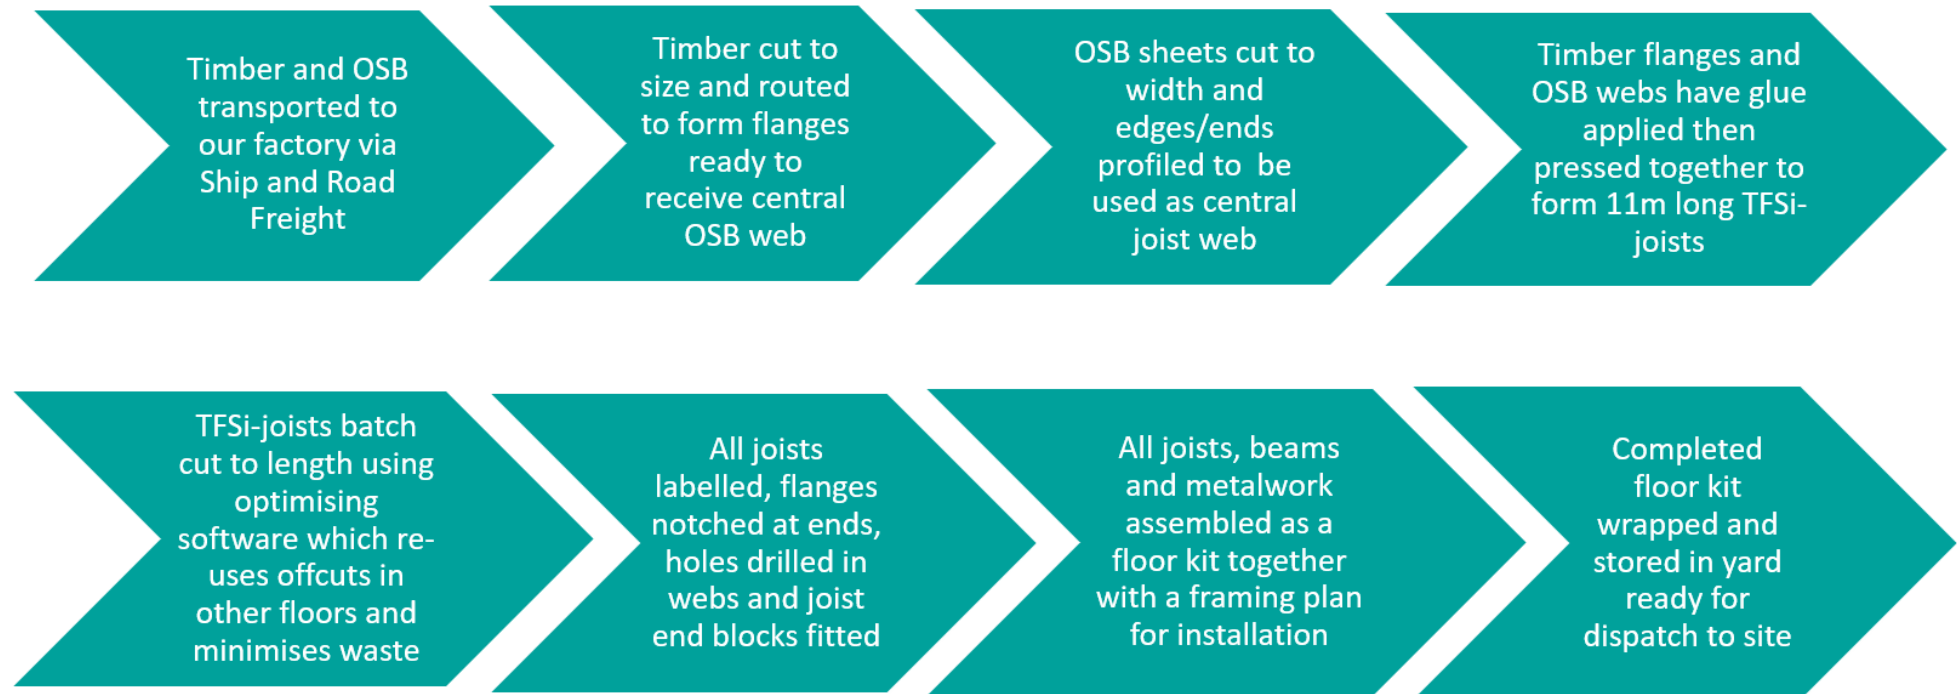 Timber and OSB
transported to
our factory via
Ship and Road
Freight
Timber cut to
size and routed
to form flanges
ready to
receive central
OSB web
OSB sheets cut to
width and
edges/ends
profiled to  be
used as central
joist web
Timber flanges and
OSB webs have glue
applied then
pressed together to
form 11m long TFSi-
joists
TFSi-joists batch
cut to length using
optimising
software which re-
uses offcuts in
other floors and
minimises waste
All joists
labelled, flanges
notched at ends,
holes drilled in
webs and joist
end blocks fitted
All joists, beams
and metalwork
assembled as a
floor kit together
with a framing plan
for installation
Completed
floor kit
wrapped and
stored in yard
ready for
dispatch to site